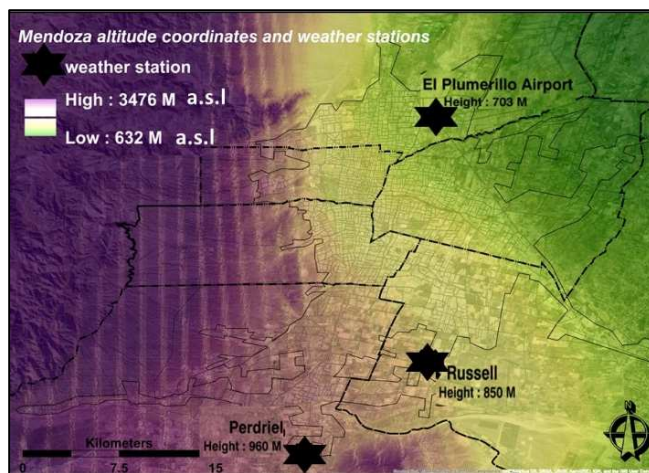 Mendoza altitude coordinates and weather stations
weather station
High : 3476 M a.s.l
Low : 632 M a.s.l
El Plumerillo Airport
Height : 703 M
Russell
Height : 850 M
Perdriel
Height : 960 M
Kilometers
0 7.5 15